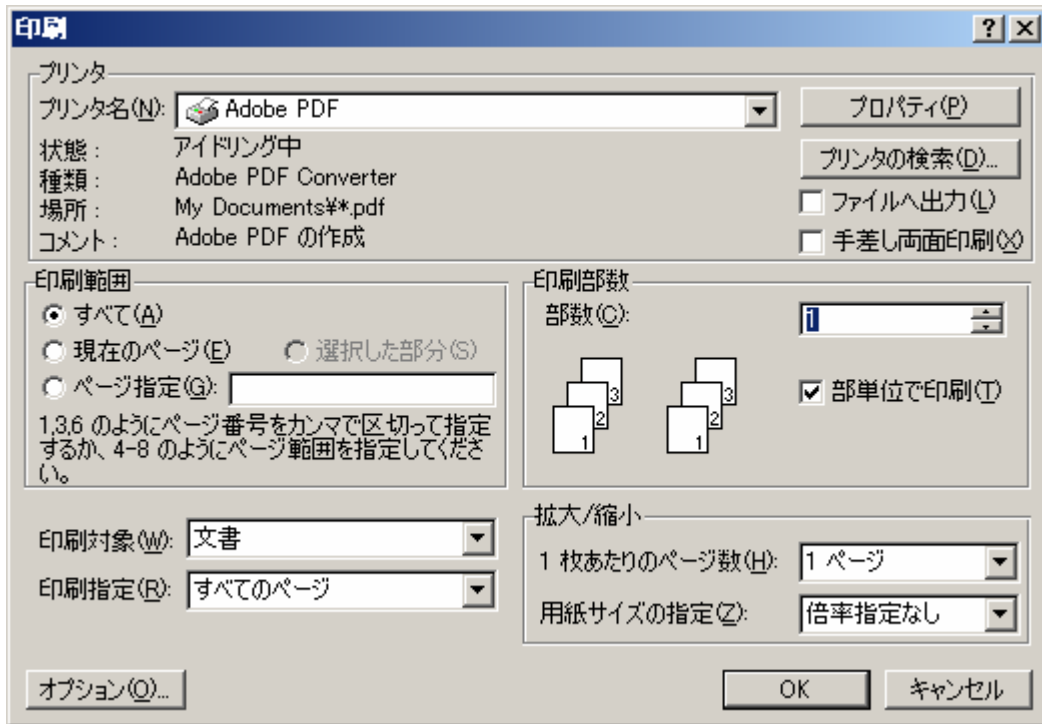 印刷
プリンタ
プリンタ名(N): Adobe PDF プロパティ(P)
状態： アイドリング中 プリンタの検索(D)...
種類： Adobe PDF Converter
場所： My Documents¥*.pdf ファイルへ出力(L)
コメント： Adobe PDF の作成 手差し両面印刷(X)
印刷範囲
すべて(A)
現在のページ(E) 選択した部分(S)
ページ指定(G):
1,3,6 のようにページ番号をカンマで区切って指定
するか、4-8 のようにページ範囲を指定してくださ
い。
印刷部数
部数(C): 1
1 2 3 1 2 3
部単位で印刷(T)
印刷対象(W): 文書
印刷指定(R): すべてのページ
拡大/縮小
1 枚あたりのページ数(H): 1 ページ
用紙サイズの指定(Z): 倍率指定なし
オプション(O)... OK キャンセル